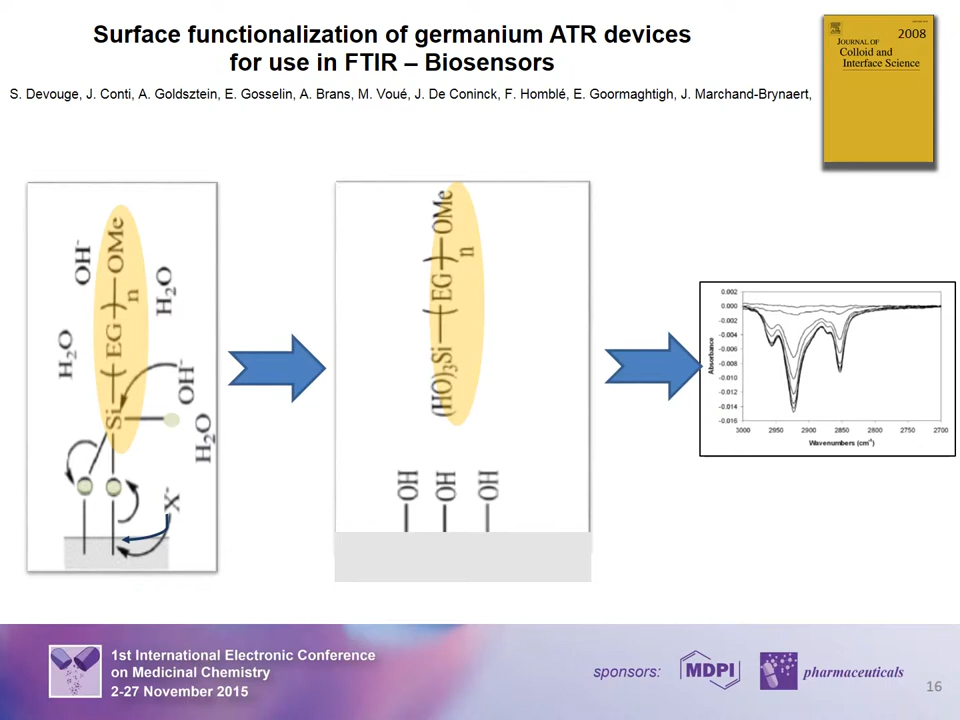 Surface functionalization of germanium ATR devices
for use in FTIR – Biosensors
S. Devouge, J. Conti, A. Goldsztein, E. Gosselin, A. Brans, M. Voué, J. De Coninck, F. Homblé, E. Goormaghtigh, J. Marchand-Brynaert,
2008
JOURNAL OF
Colloid and
Interface Science
H₂O
OH⁻
Si—(EG)n—OMe
H₂O
OH⁻
H₂O
O
O
X⁻
(HO)₃Si—(EG)n—OMe
—OH
—OH
—OH
0.002
0.000
-0.002
-0.004
-0.006
-0.008
-0.010
-0.012
-0.014
-0.016
Absorbance
3000 2950 2900 2850 2800 2750 2700
Wavenumbers (cm⁻¹)
1st International Electronic Conference
on Medicinal Chemistry
2-27 November 2015
sponsors:
MDPI
pharmaceuticals
16